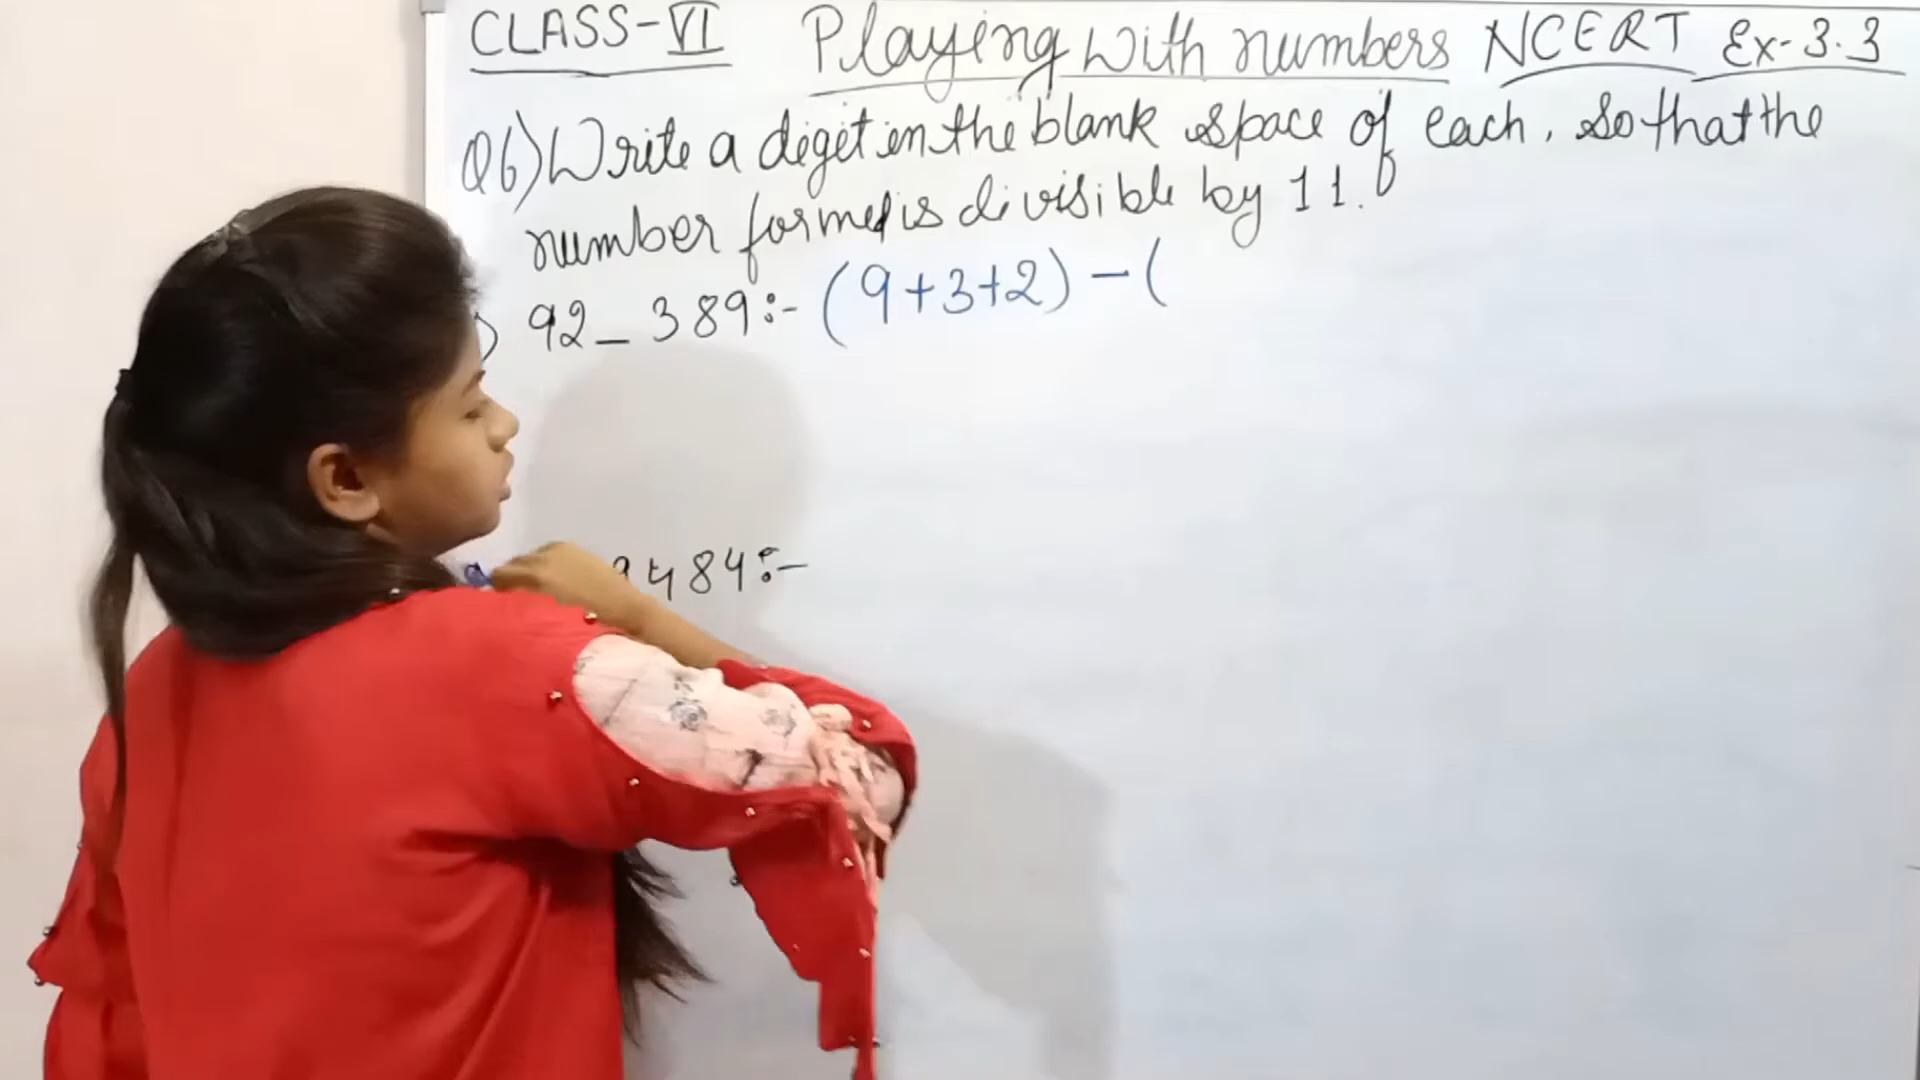 CLASS-VI Playing with numbers NCERT Ex-3.3
Q6) Write a digit in the blank space of each, so that the
number formed is divisible by 11.
) 92_389:- (9+3+2) - (
9484:-